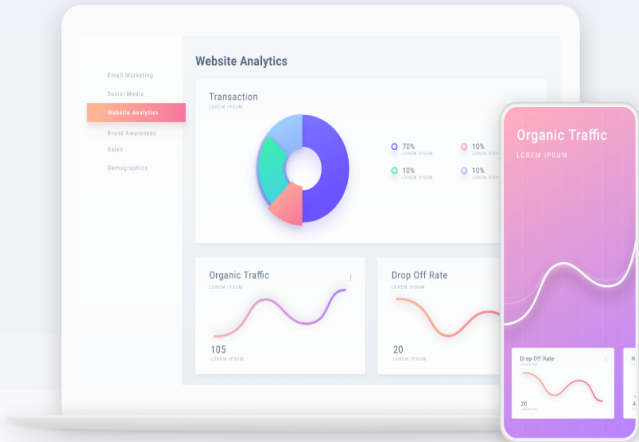 Website Analytics
Email Marketing
Social Media
Website Analytics
Brand Awareness
Sales
Demographics
Transaction
LOREM IPSUM
70%
LOREM IPSUM
10%
LOREM IPSUM
10%
LOREM IPSUM
10%
LOREM IPSUM
Organic Traffic
LOREM IPSUM
105
LOREM IPSUM
Drop Off Rate
LOREM IPSUM
20
LOREM IPSUM
Organic Traffic
LOREM IPSUM
Drop Off Rate
20